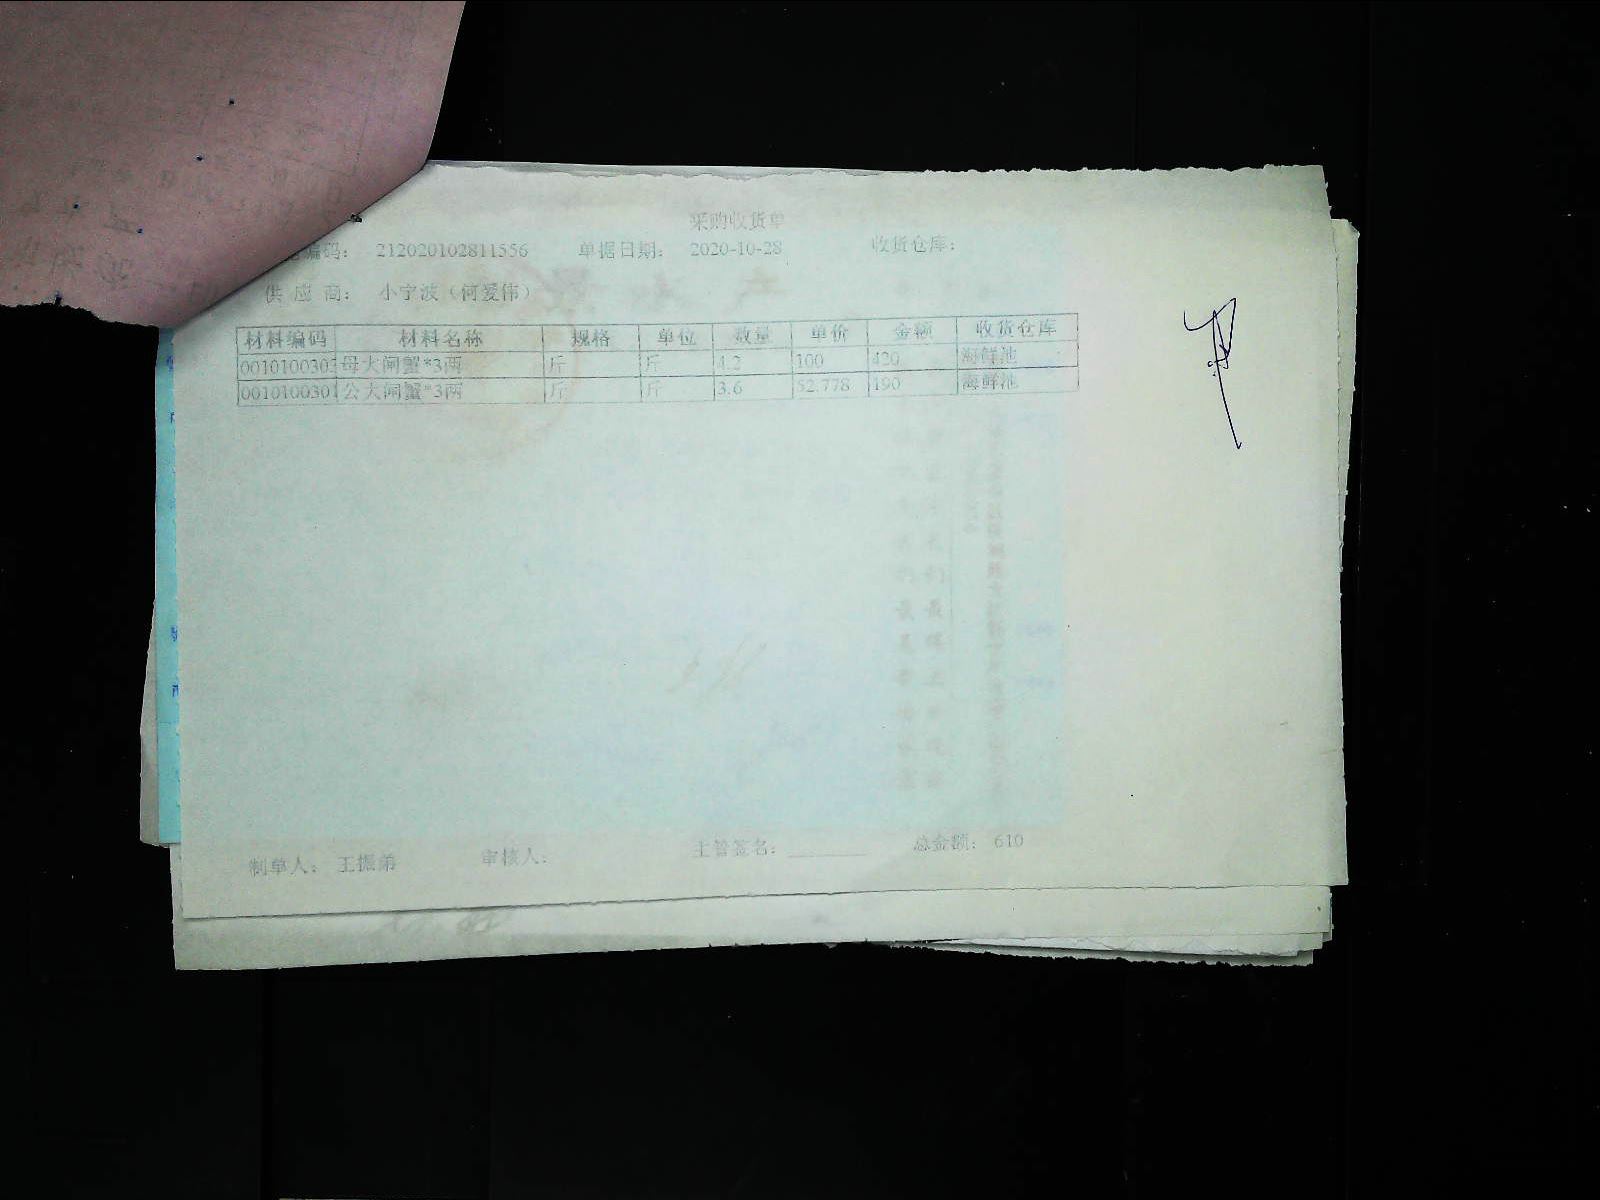 采购收货单
编码： 212020102811556 单据日期： 2020-10-28 收货仓库：
供 应 商： 小宁波（何爱伟）
材料编码 材料名称 规格 单位 数量 单价 金额 收货仓库
001010030 母大闸蟹*3两 斤 斤 4.2 100 420 海鲜池
001010030 公大闸蟹*3两 斤 斤 3.6 52.778 190 海鲜池
制单人： 王振弟 审核人： 主管签名： 总金额： 610